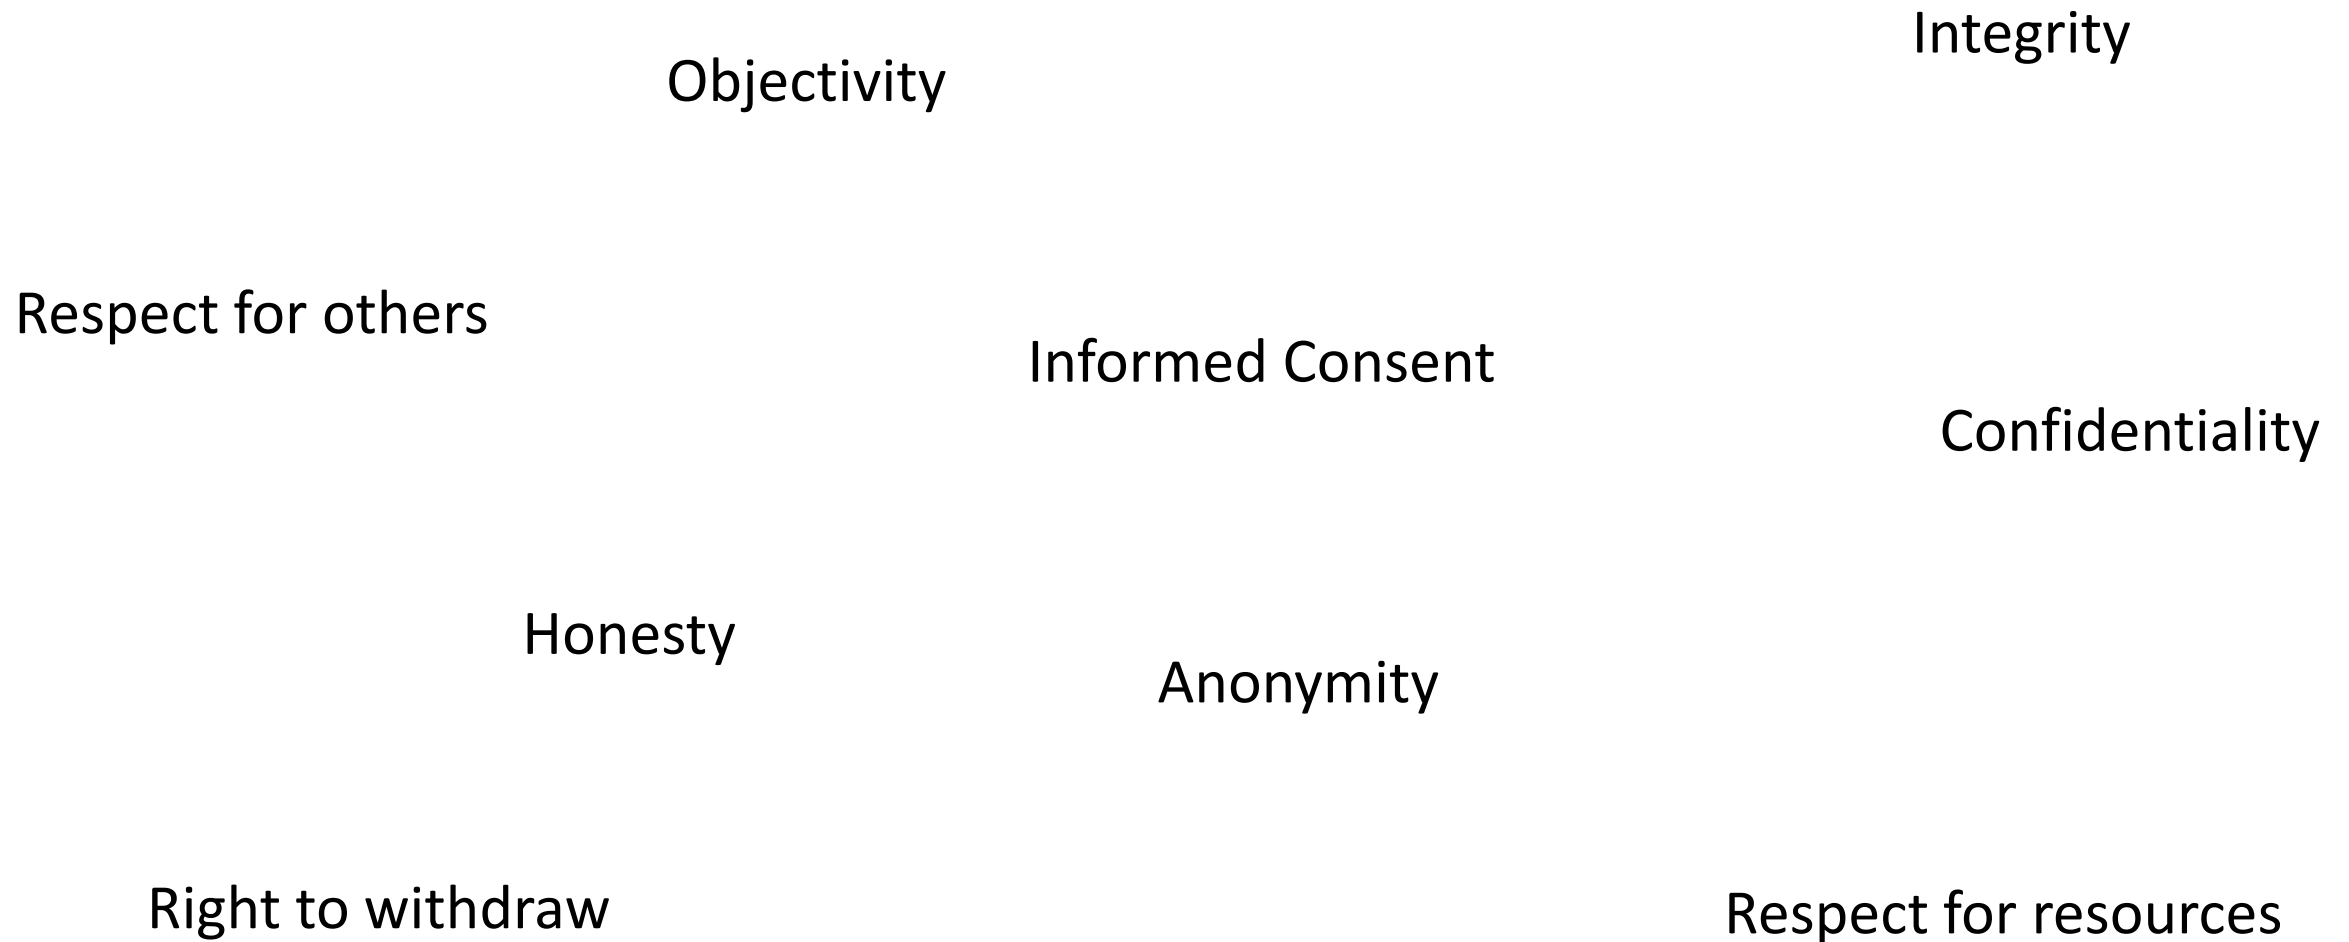 Integrity
Objectivity
Respect for others
Informed Consent
Confidentiality
Honesty
Anonymity
Right to withdraw
Respect for resources